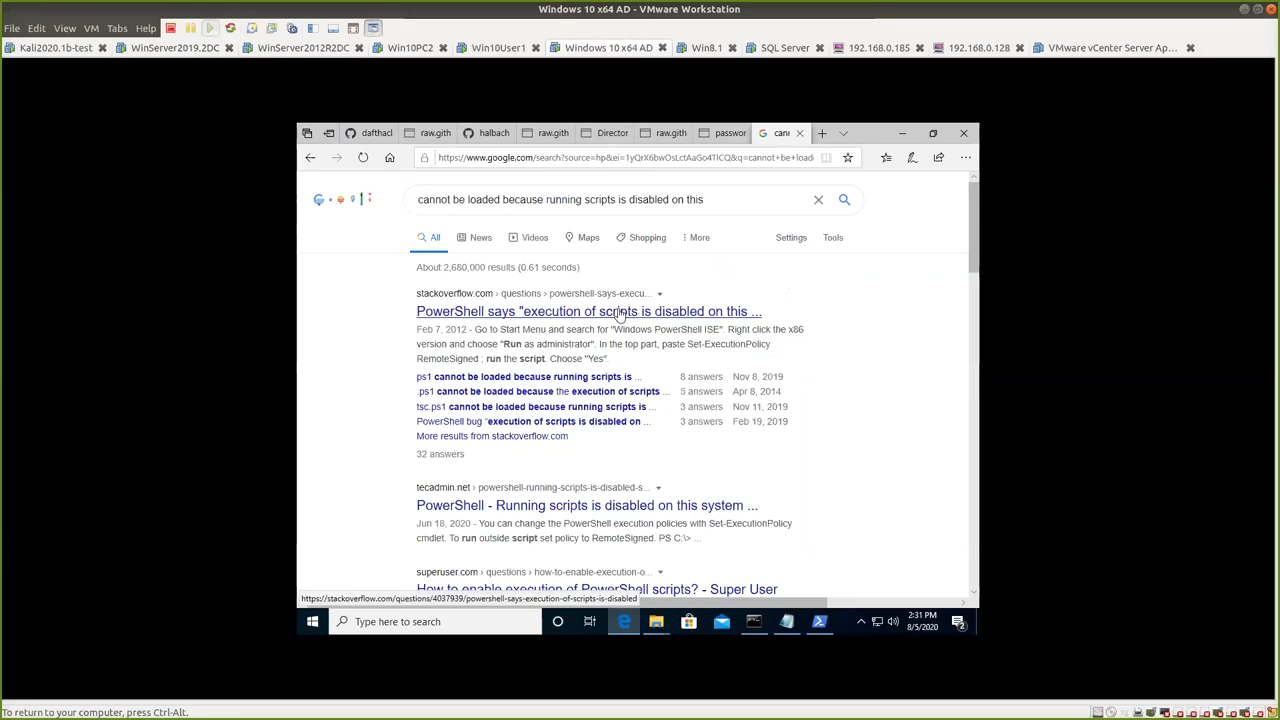 Windows 10 x64 AD - VMware Workstation
File Edit View VM Tabs Help
Kali2020.1b-test WinServer2019.2DC WinServer2012R2DC Win10PC2 Win10User1 Windows 10 x64 AD Win8.1 SQL Server 192.168.0.185 192.168.0.128 VMware vCenter Server Ap...
dafthacl raw.gith halbach raw.gith Director raw.gith passwor cann
https://www.google.com/search?source=hp&ei=1yQrX6bwOsLctAaGo4TICQ&q=cannot+be+load
cannot be loaded because running scripts is disabled on this
All News Videos Maps Shopping More Settings Tools
About 2,680,000 results (0.61 seconds)
stackoverflow.com › questions › powershell-says-execu...
PowerShell says "execution of scripts is disabled on this ...
Feb 7, 2012 - Go to Start Menu and search for "Windows PowerShell ISE". Right click the x86
version and choose "Run as administrator". In the top part, paste Set-ExecutionPolicy
RemoteSigned ; run the script. Choose "Yes".
ps1 cannot be loaded because running scripts is ... 8 answers Nov 8, 2019
.ps1 cannot be loaded because the execution of scripts ... 5 answers Apr 8, 2014
tsc.ps1 cannot be loaded because running scripts is ... 3 answers Nov 11, 2019
PowerShell bug "execution of scripts is disabled on ... 3 answers Feb 19, 2019
More results from stackoverflow.com
32 answers
tecadmin.net › powershell-running-scripts-is-disabled-s...
PowerShell - Running scripts is disabled on this system ...
Jun 18, 2020 - You can change the PowerShell execution policies with Set-ExecutionPolicy
cmdlet. To run outside script set policy to RemoteSigned. PS C:\> ...
superuser.com › questions › how-to-enable-execution-o...
How to enable execution of PowerShell scripts? - Super User
https://stackoverflow.com/questions/4037939/powershell-says-execution-of-scripts-is-disabled
Type here to search
2:31 PM
8/5/2020
2
To return to your computer, press Ctrl-Alt.